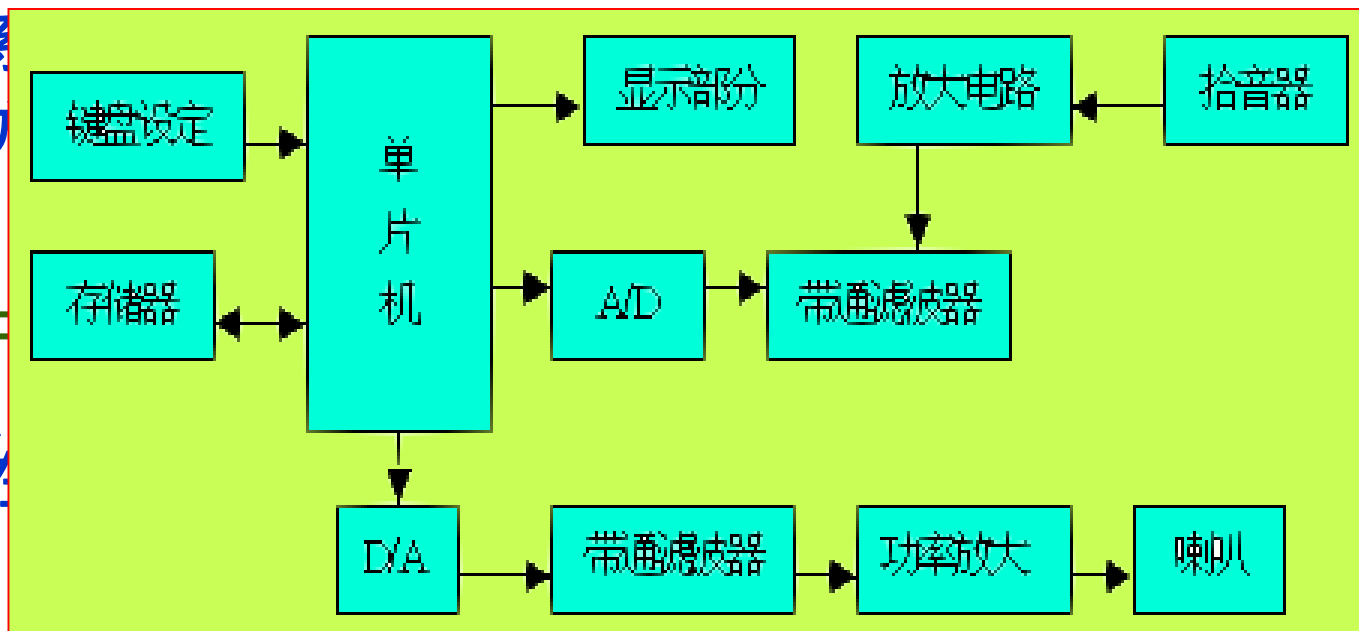 键盘设定
单
片
机
显示部分
放大电路
拾音器
存储器
A/D
带通滤波器
D/A
带通滤波器
功率放大
喇叭